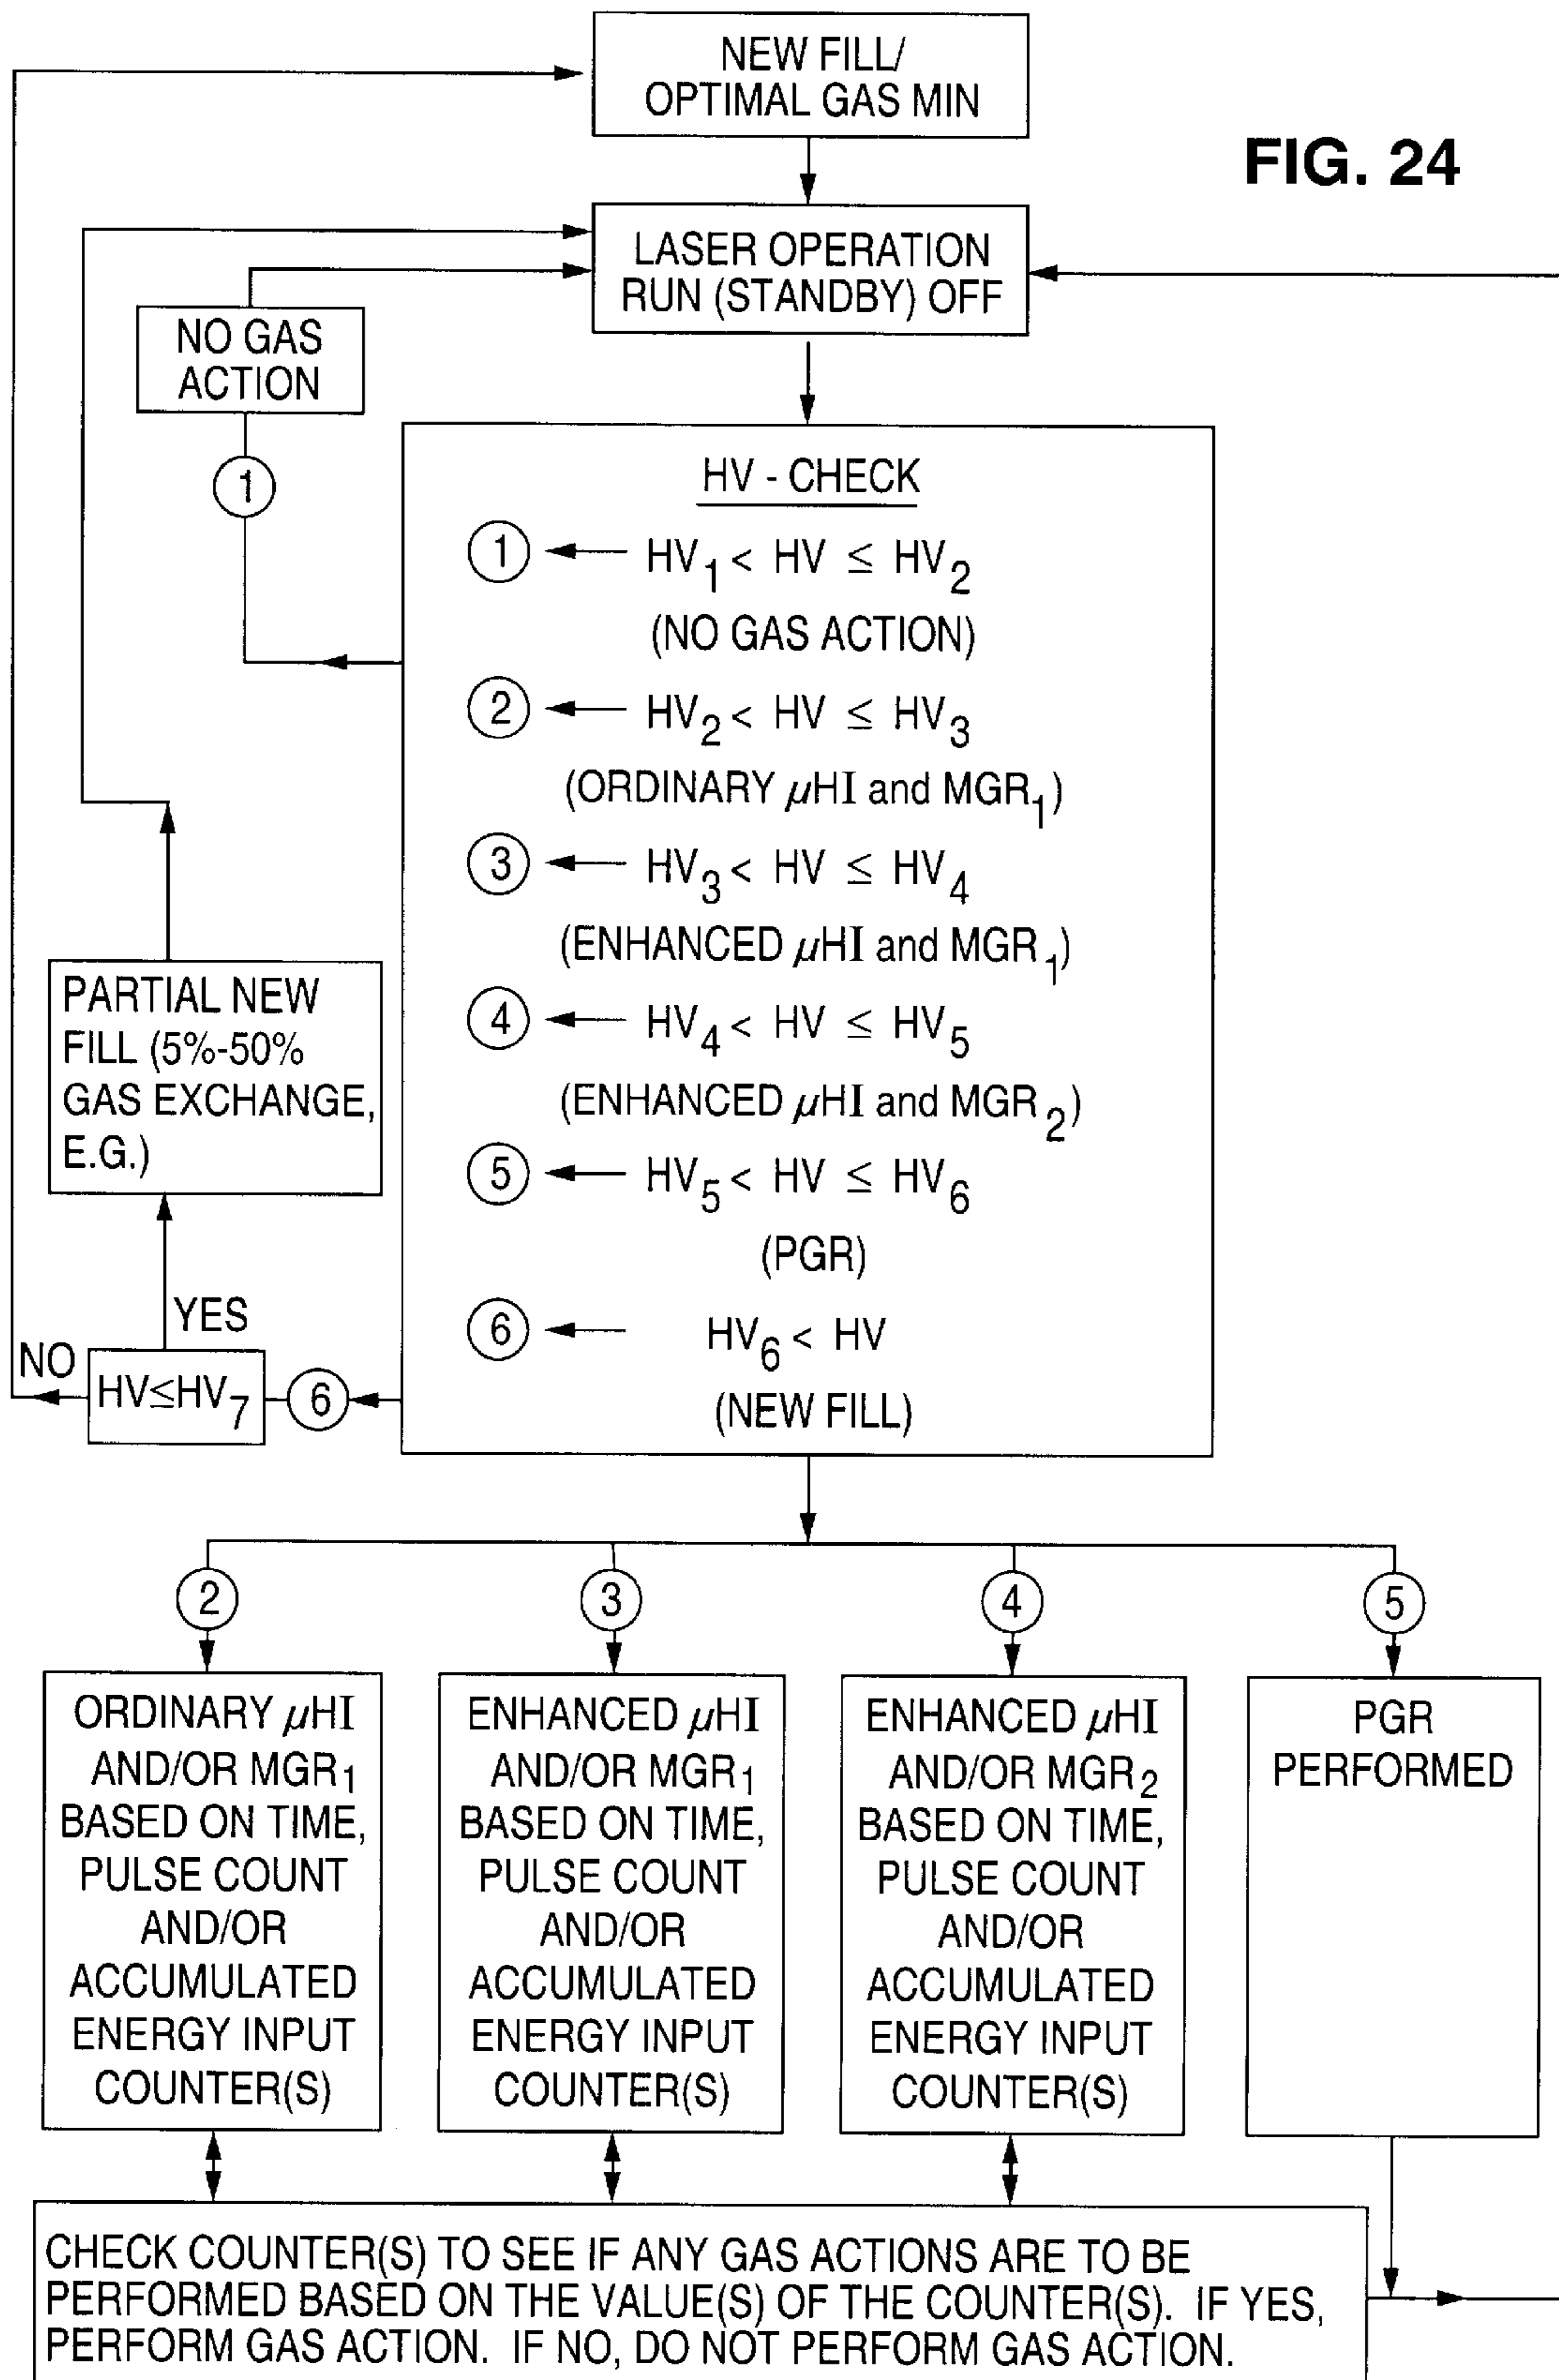 NEW FILL/
OPTIMAL GAS MIN
FIG. 24
LASER OPERATION
RUN (STANDBY) OFF
NO GAS
ACTION
1
HV - CHECK
1 HV1 < HV ≤ HV2
(NO GAS ACTION)
2 HV2 < HV ≤ HV3
(ORDINARY µHI and MGR1)
3 HV3 < HV ≤ HV4
(ENHANCED µHI and MGR1)
4 HV4 < HV ≤ HV5
(ENHANCED µHI and MGR2)
5 HV5 < HV ≤ HV6
(PGR)
6 HV6 < HV
(NEW FILL)
PARTIAL NEW
FILL (5%-50%
GAS EXCHANGE,
E.G.)
YES
NO
HV≤HV7
6
2
3
4
5
ORDINARY µHI
AND/OR MGR1
BASED ON TIME,
PULSE COUNT
AND/OR
ACCUMULATED
ENERGY INPUT
COUNTER(S)
ENHANCED µHI
AND/OR MGR1
BASED ON TIME,
PULSE COUNT
AND/OR
ACCUMULATED
ENERGY INPUT
COUNTER(S)
ENHANCED µHI
AND/OR MGR2
BASED ON TIME,
PULSE COUNT
AND/OR
ACCUMULATED
ENERGY INPUT
COUNTER(S)
PGR
PERFORMED
CHECK COUNTER(S) TO SEE IF ANY GAS ACTIONS ARE TO BE
PERFORMED BASED ON THE VALUE(S) OF THE COUNTER(S). IF YES,
PERFORM GAS ACTION. IF NO, DO NOT PERFORM GAS ACTION.